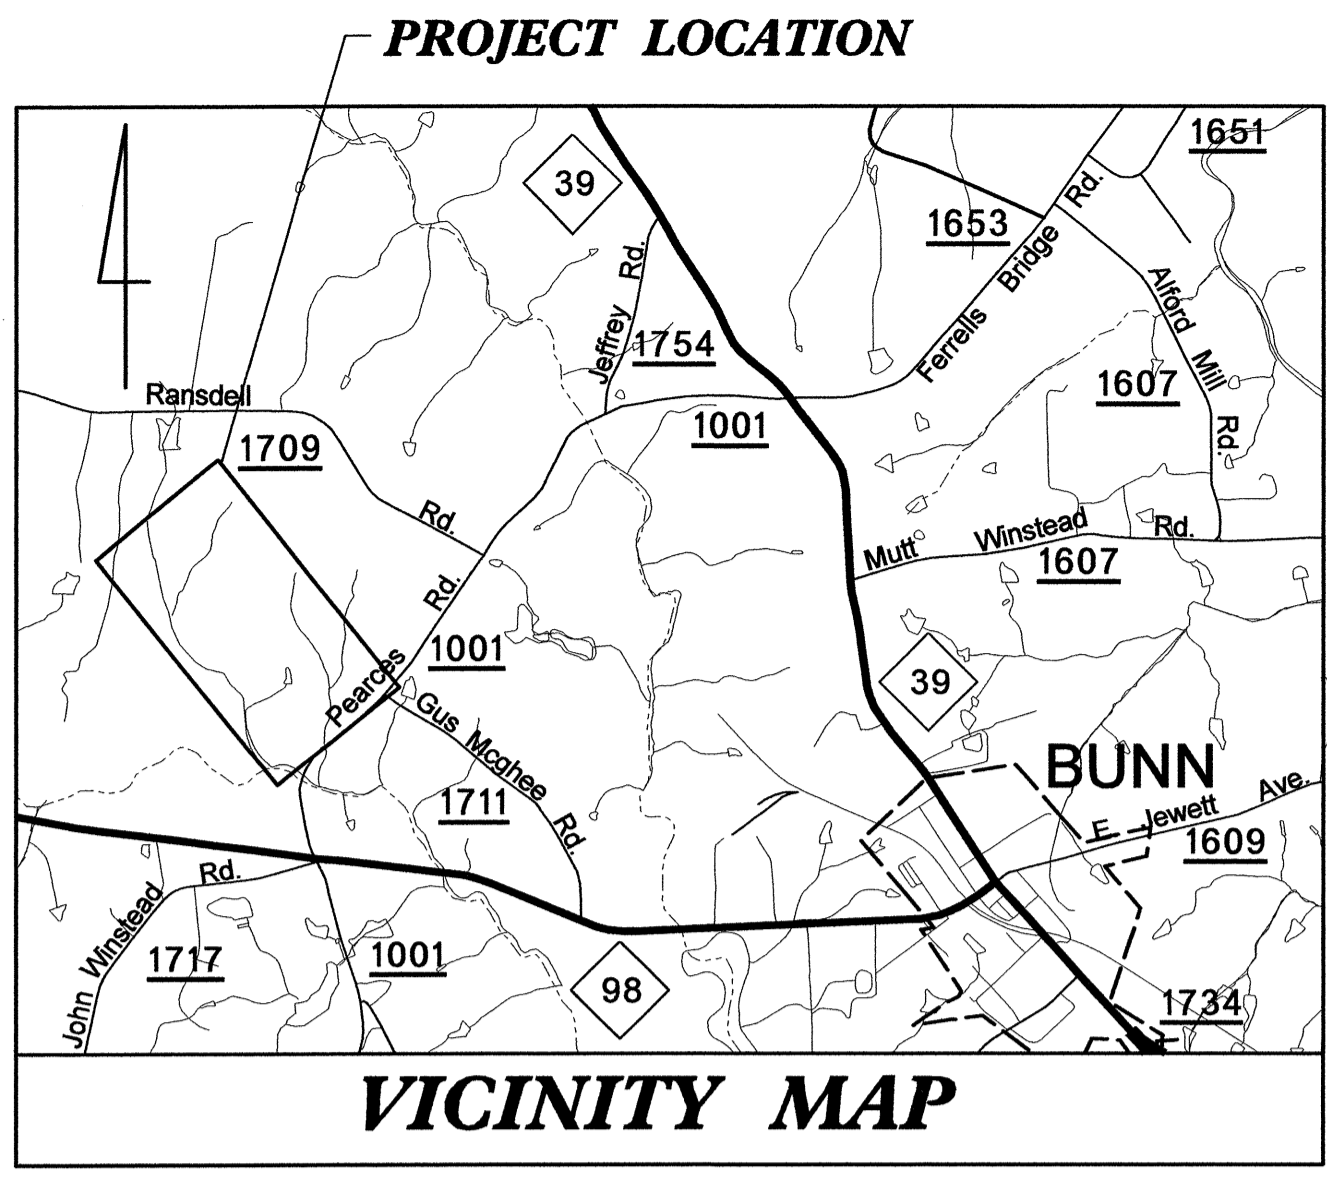 PROJECT LOCATION
1651
39
1653
Ferrells Bridge Rd.
Jeffrey Rd.
1754
Alford Mill Rd.
1607
Ransdell Rd.
1709
1001
Mutt Winstead Rd.
1607
Pearces Rd.
1001
39
Gus Mcghee Rd.
1711
BUNN
E Jewett Ave.
1609
John Winstead Rd.
1717
1001
98
1734
VICINITY MAP